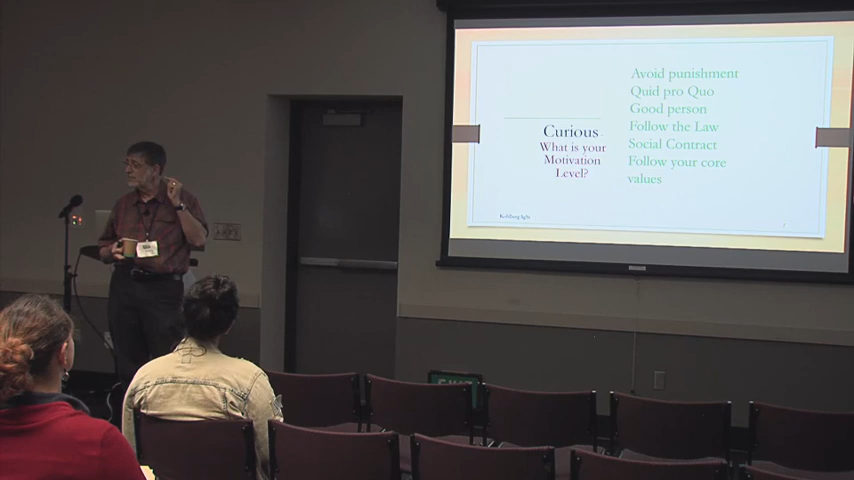 Curious
What is your
Motivation
Level?
Avoid punishment
Quid pro Quo
Good person
Follow the Law
Social Contract
Follow your core
values